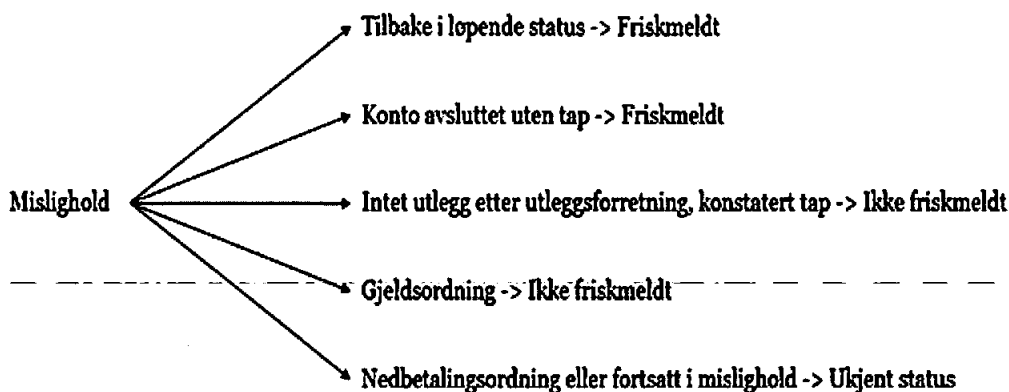 Tilbake i løpende status -> Friskmeldt
Konto avsluttet uten tap -> Friskmeldt
Mislighold
Intet utlegg etter utleggsforretning, konstatert tap -> Ikke friskmeldt
Gjeldsordning -> Ikke friskmeldt
Nedbetalingsordning eller fortsatt i mislighold -> Ukjent status